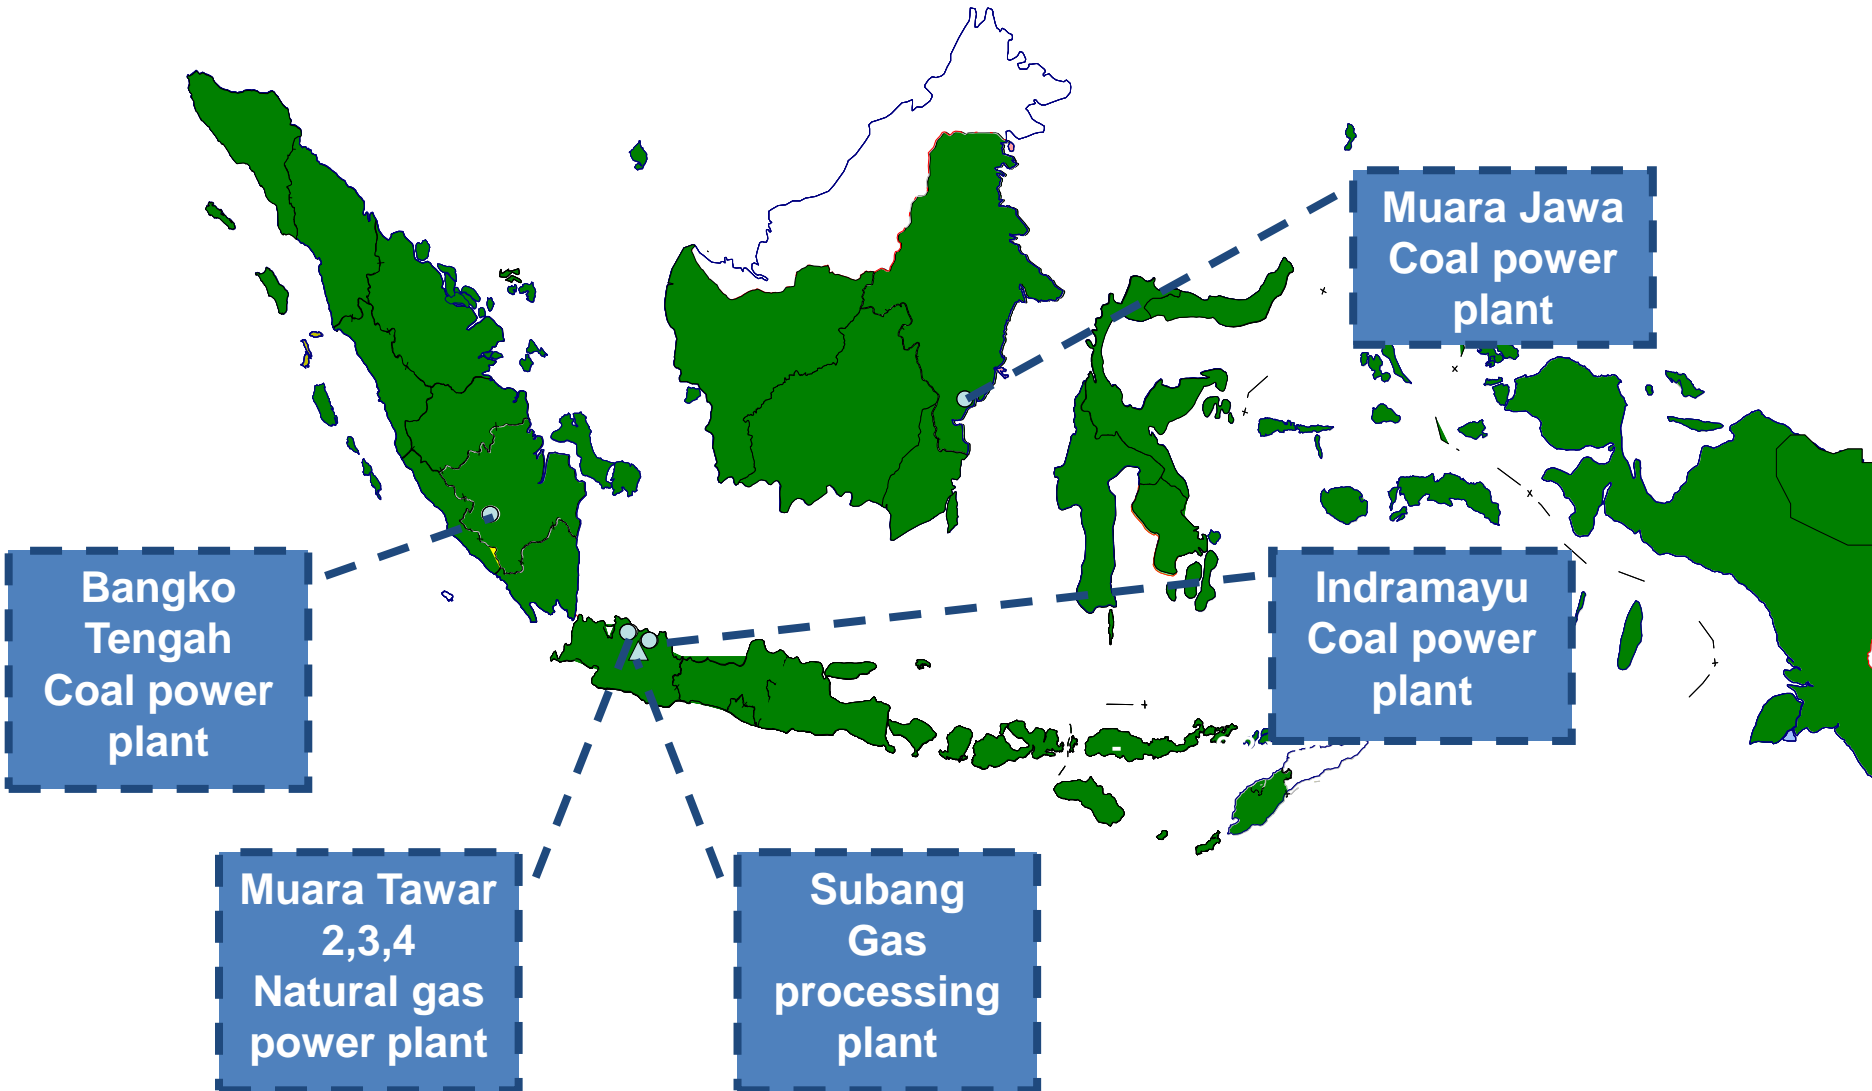 Muara Jawa
Coal power
plant
Bangko
Tengah
Coal power
plant
Indramayu
Coal power
plant
Muara Tawar
2,3,4
Natural gas
power plant
Subang
Gas
processing
plant